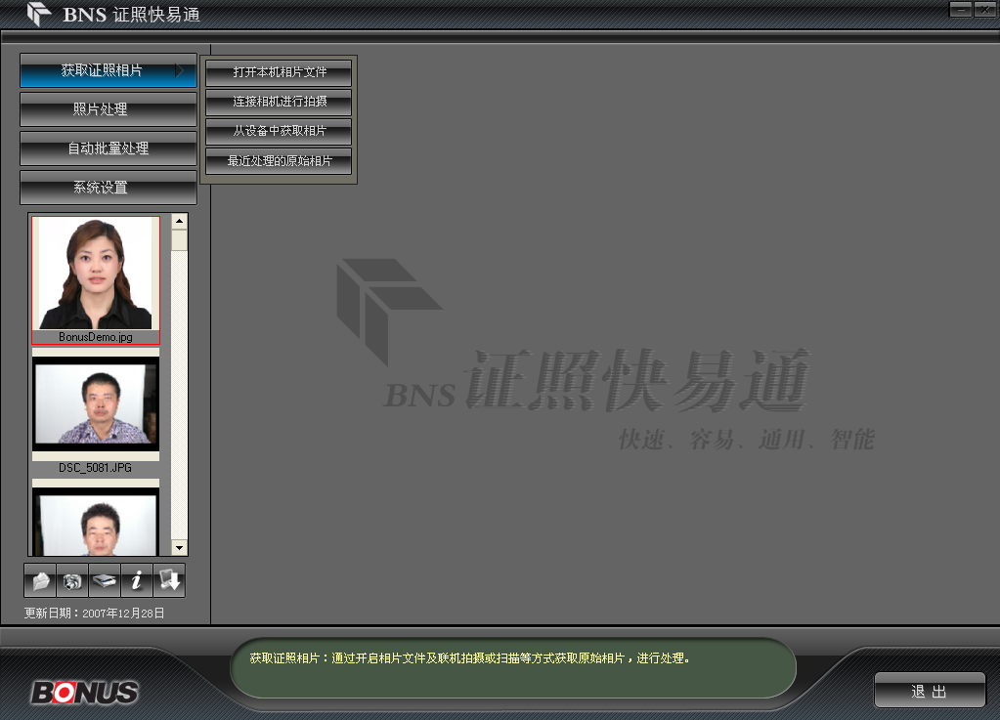 BNS 证照快易通
获取证照相片
照片处理
自动批量处理
系统设置
打开本机相片文件
连接相机进行拍摄
从设备中获取相片
最近处理的原始相片
BonusDemo.jpg
DSC_5081.JPG
BNS 证照快易通
快速、容易、通用、智能
更新日期：2007年12月28日
获取证照相片：通过开启相片文件及联机拍摄或扫描等方式获取原始相片，进行处理。
BONUS
退 出